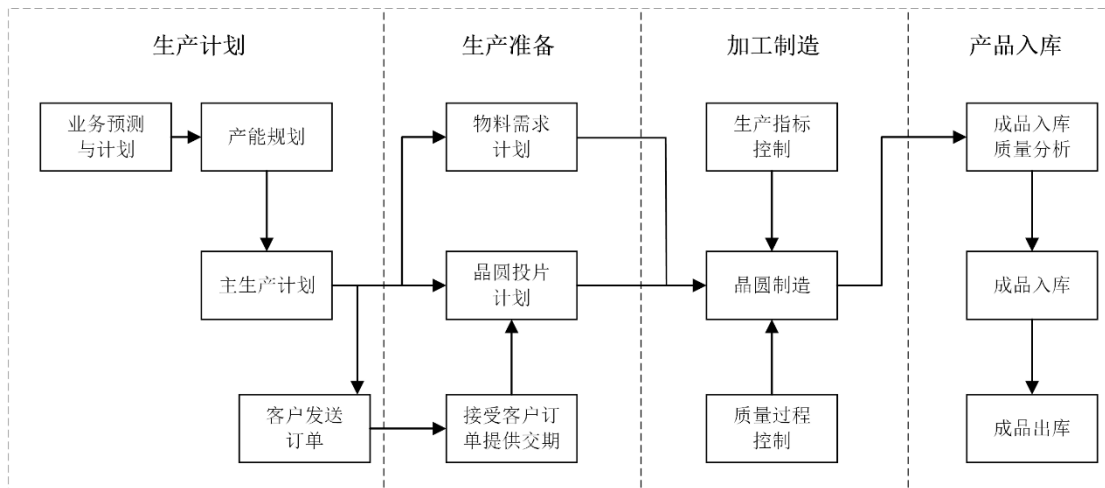 生产计划
生产准备
加工制造
产品入库
业务预测
与计划
产能规划
物料需求
计划
生产指标
控制
成品入库
质量分析
主生产计划
晶圆投片
计划
晶圆制造
成品入库
客户发送
订单
接受客户订
单提供交期
质量过程
控制
成品出库